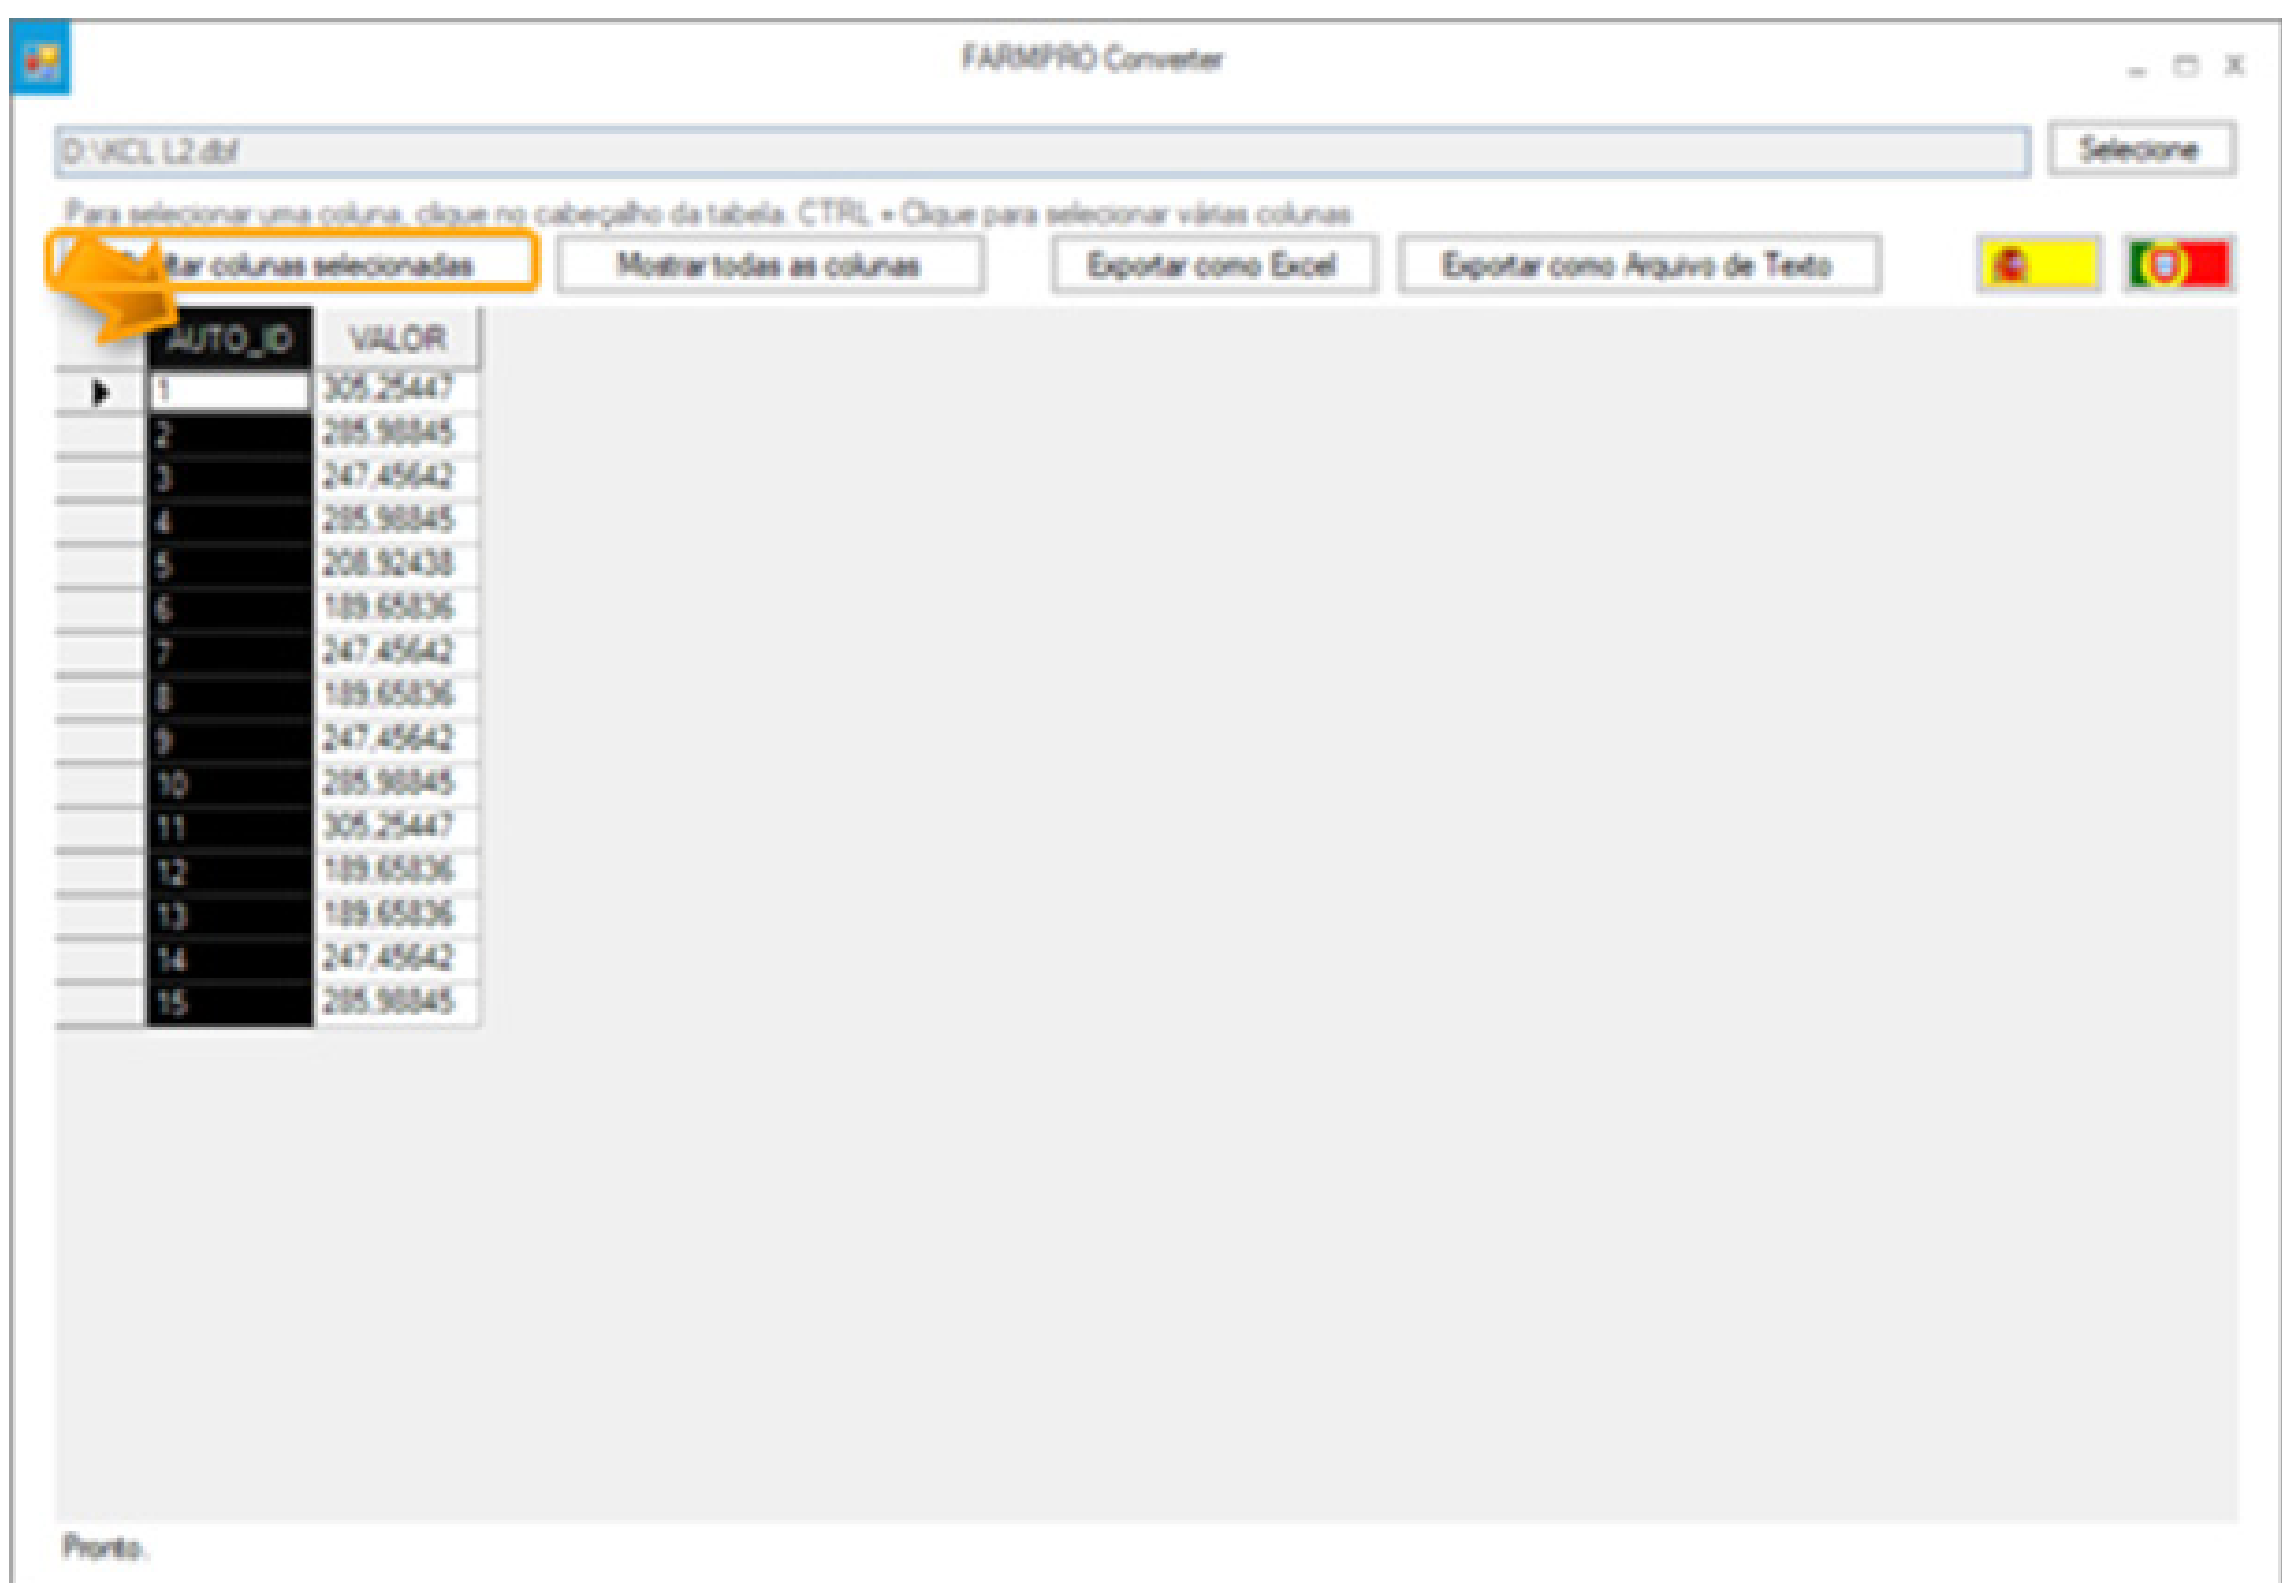 FARMPRO Converter
D:\KCL L2.dbf
Selecione
Para selecionar uma coluna, clique no cabeçalho da tabela. CTRL + Clique para selecionar várias colunas
colunas selecionadas
Mostrar todas as colunas
Exportar como Excel
Exportar como Arquivo de Texto
AUTO_ID VALOR
1 305.25447
2 285.98845
3 247.45642
4 285.98845
5 208.92438
6 189.65836
7 247.45642
8 189.65836
9 247.45642
10 285.98845
11 305.25447
12 189.65836
13 189.65836
14 247.45642
15 285.98845
Pronto.